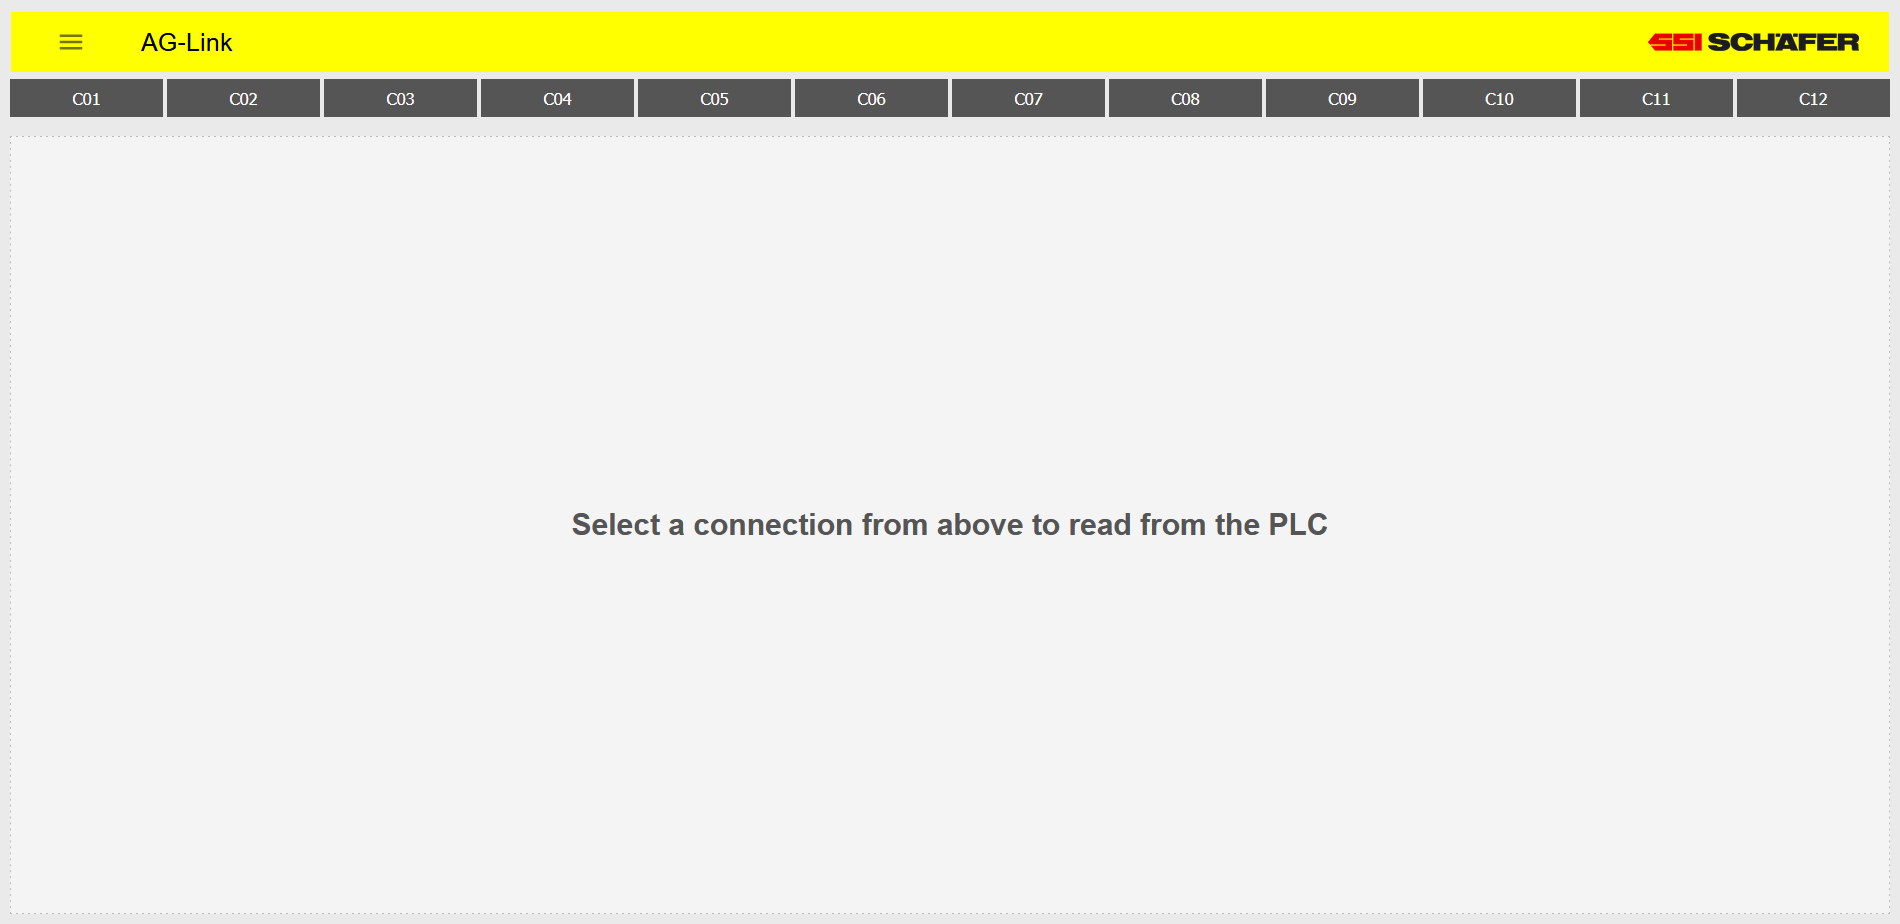 AG-Link
SSI SCHÄFER
C01 C02 C03 C04 C05 C06 C07 C08 C09 C10 C11 C12
Select a connection from above to read from the PLC